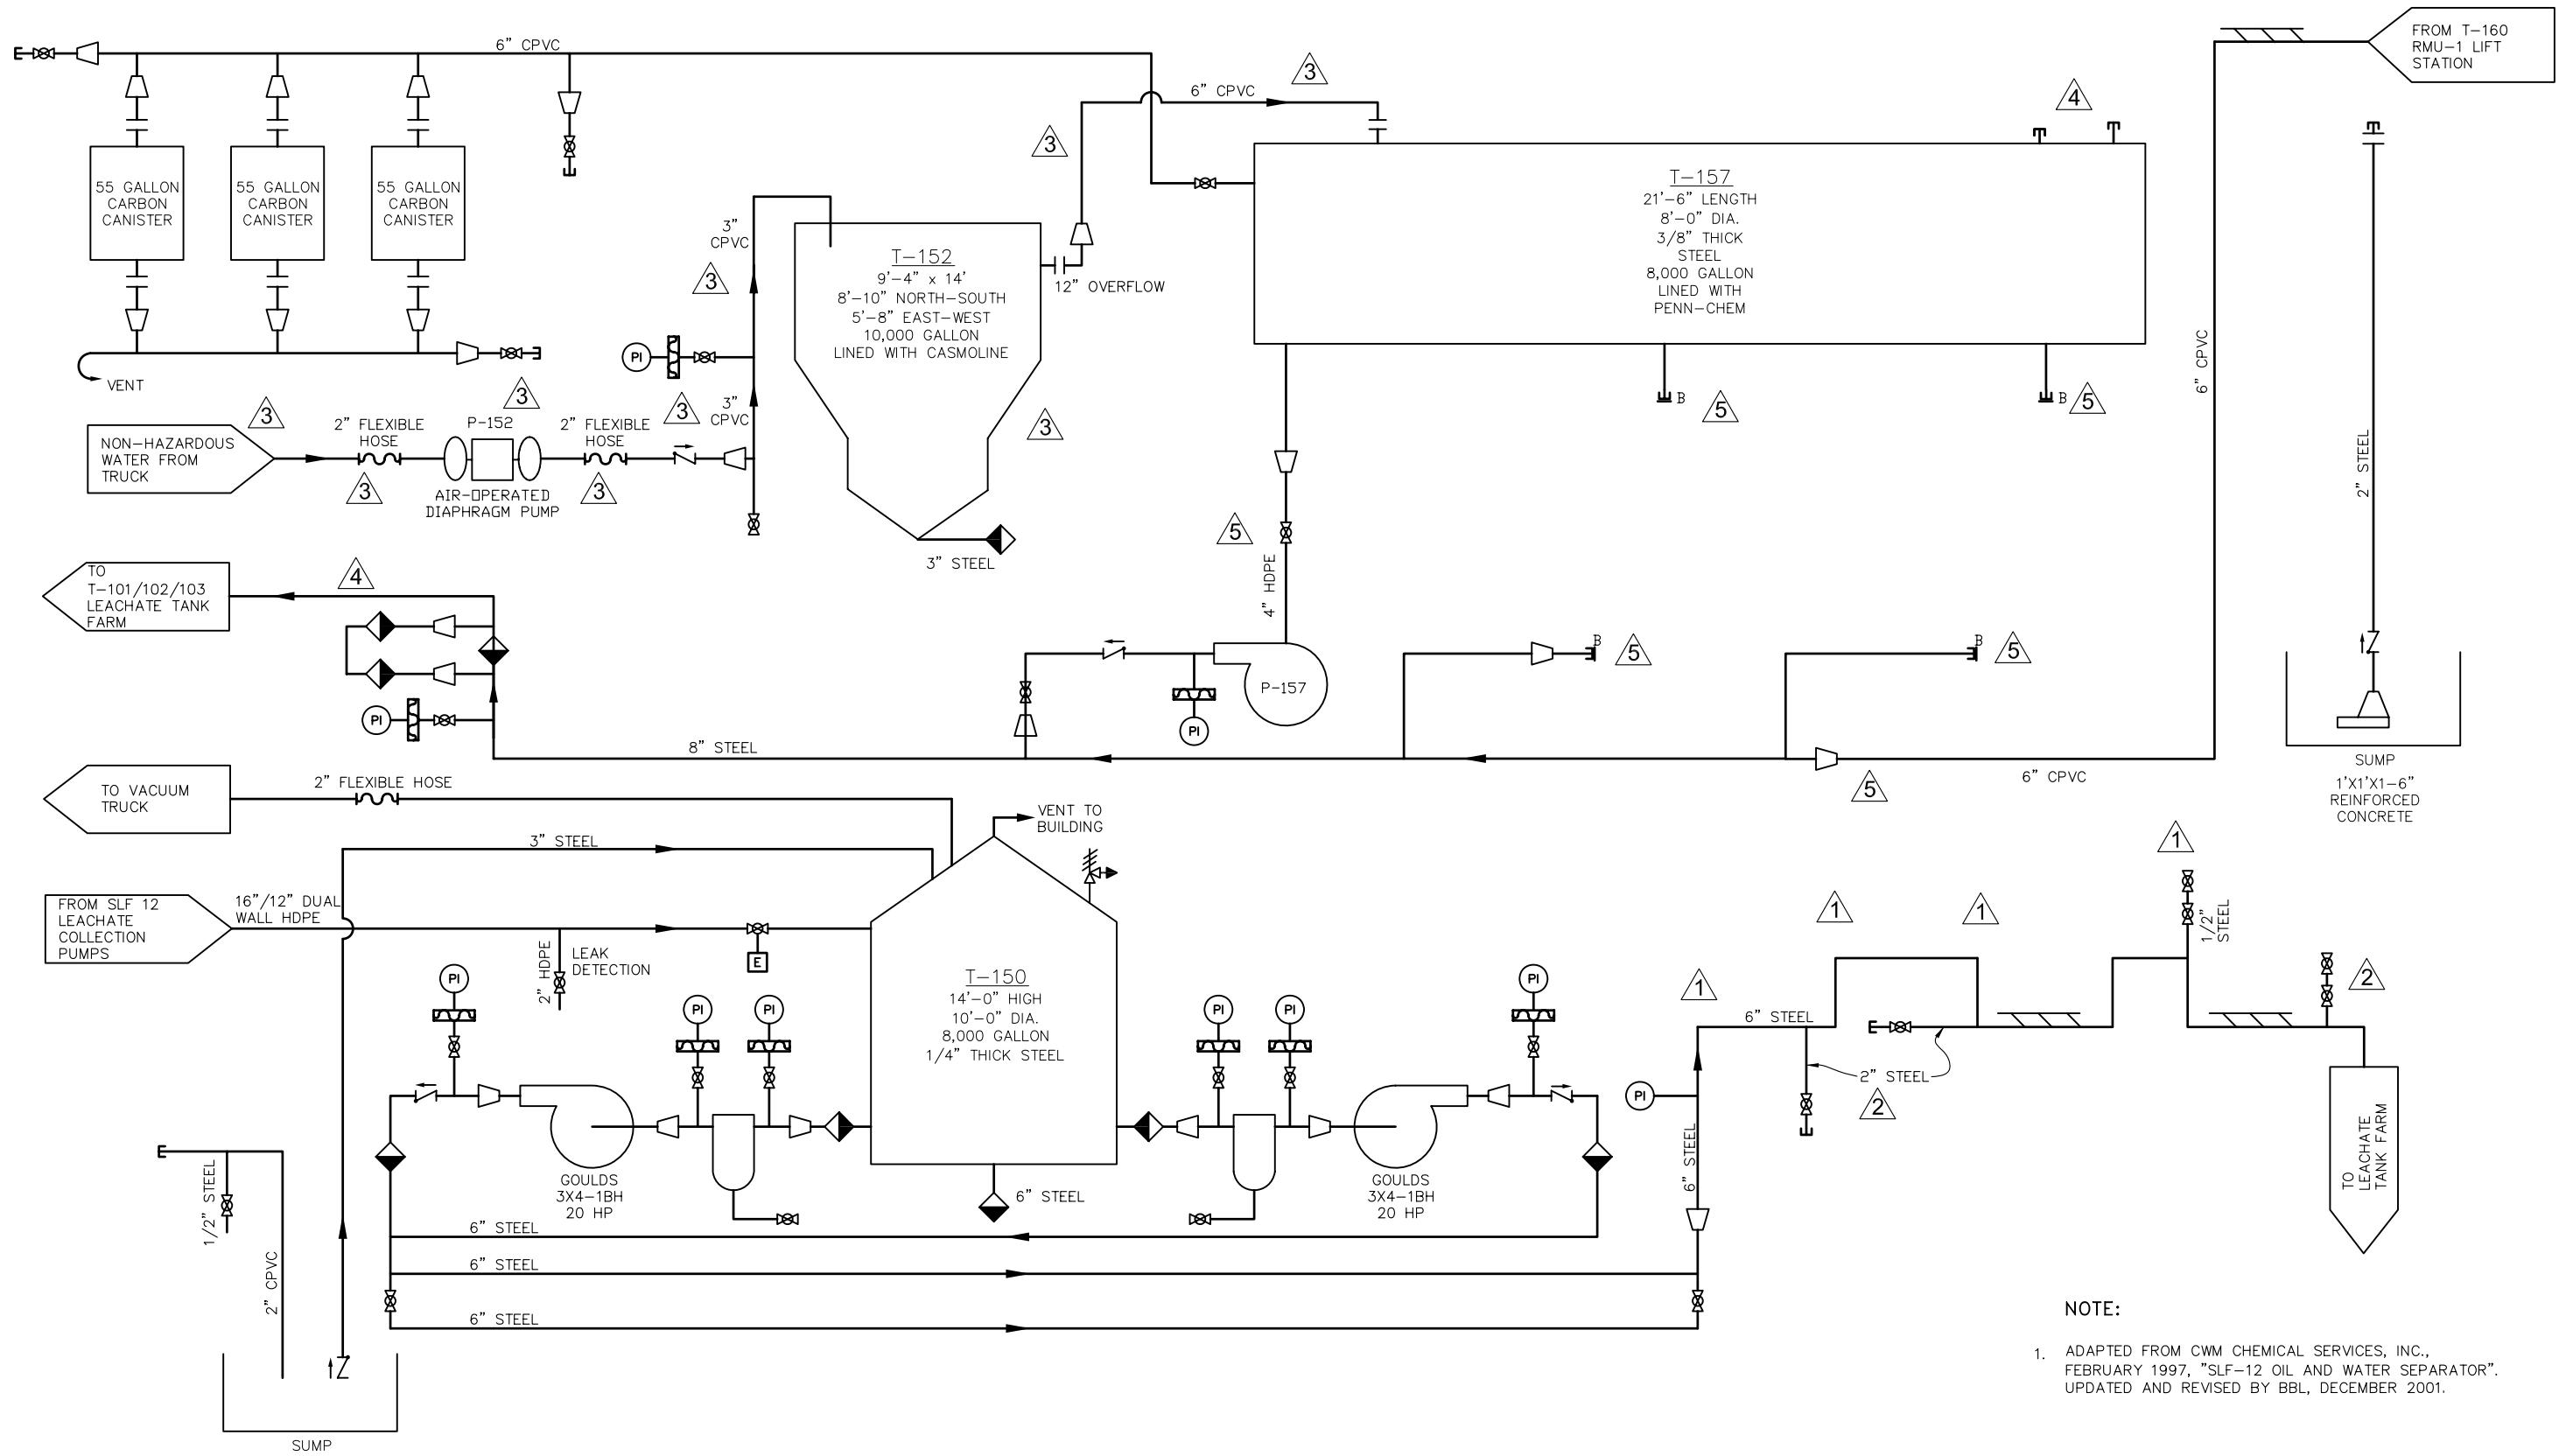 6" CPVC
FROM T-160
RMU-1 LIFT
STATION
3
6" CPVC
4
3
55 GALLON
CARBON
CANISTER
55 GALLON
CARBON
CANISTER
55 GALLON
CARBON
CANISTER
T-157
21'-6" LENGTH
8'-0" DIA.
3/8" THICK
STEEL
8,000 GALLON
LINED WITH
PENN-CHEM
3"
CPVC
3
T-152
9'-4" x 14'
8'-10" NORTH-SOUTH
5'-8" EAST-WEST
10,000 GALLON
LINED WITH CASMOLINE
12" OVERFLOW
PI
VENT
6" CPVC
3
3
3
3"
CPVC
B
5
B
5
3
2" FLEXIBLE
HOSE
P-152
2" FLEXIBLE
HOSE
NON-HAZARDOUS
WATER FROM
TRUCK
2" STEEL
3
3
AIR-OPERATED
DIAPHRAGM PUMP
5
3" STEEL
4" HDPE
TO
T-101/102/103
LEACHATE TANK
FARM
4
B
5
B
5
P-157
PI
PI
8" STEEL
6" CPVC
5
SUMP
1'X1'X1-6"
REINFORCED
CONCRETE
TO VACUUM
TRUCK
2" FLEXIBLE HOSE
VENT TO
BUILDING
3" STEEL
1
FROM SLF 12
LEACHATE
COLLECTION
PUMPS
16"/12" DUAL
WALL HDPE
2" HDPE
LEAK
DETECTION
E
1
1
1/2"
STEEL
T-150
14'-0" HIGH
10'-0" DIA.
8,000 GALLON
1/4" THICK STEEL
PI
PI
PI
PI
PI
PI
1
2
6" STEEL
2" STEEL
2
PI
6" STEEL
TO
LEACHATE
TANK FARM
1/2" STEEL
2" CPVC
GOULDS
3X4-1BH
20 HP
6" STEEL
GOULDS
3X4-1BH
20 HP
6" STEEL
6" STEEL
6" STEEL
SUMP
NOTE:
1. ADAPTED FROM CWM CHEMICAL SERVICES, INC.,
FEBRUARY 1997, "SLF-12 OIL AND WATER SEPARATOR".
UPDATED AND REVISED BY BBL, DECEMBER 2001.